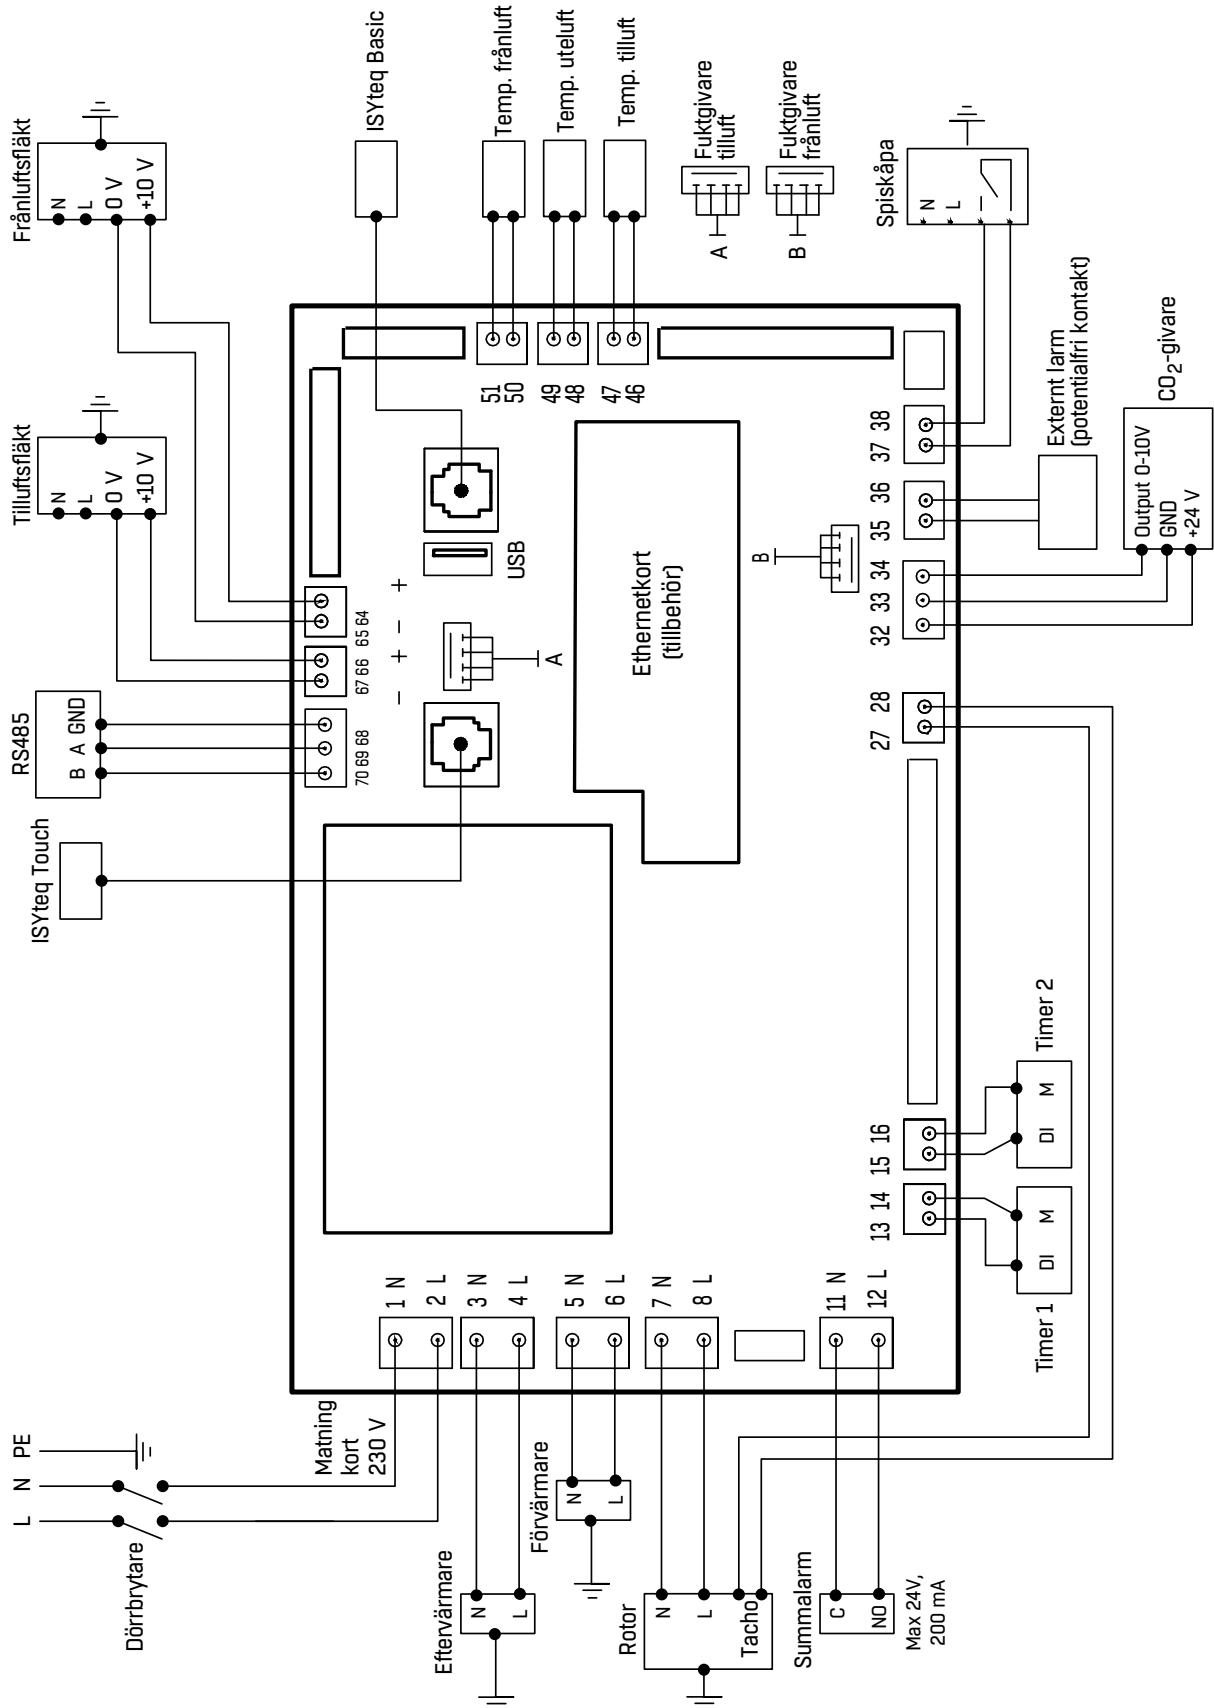 L
N
PE
Dörrbrytare
ISYteq Touch
RS485
B
A
GND
Tilluftsfläkt
N
L
0 V
+10 V
Frånluftsfläkt
N
L
0 V
+10 V
ISYteq Basic
Temp. frånluft
Temp. uteluft
Temp. tilluft
Fuktgivare
tilluft
A
Fuktgivare
frånluft
B
Spiskåpa
N
L
Matning
kort
230 V
1 N
2 L
3 N
4 L
5 N
6 L
7 N
8 L
11 N
12 L
70 69 68
67 66
65 64
–
+
–
+
A
USB
51
50
49
48
47
46
Ethernetkort
(tillbehör)
B
13 14
15 16
27 28
32 33 34
35 36
37 38
Eftervärmare
N
L
Förvärmare
N
L
Rotor
N
L
Tacho
Summalarm
C
NO
Max 24V,
200 mA
Timer 1
DI
M
Timer 2
DI
M
Externt larm
(potentialfri kontakt)
CO2-givare
Output 0-10V
GND
+24 V